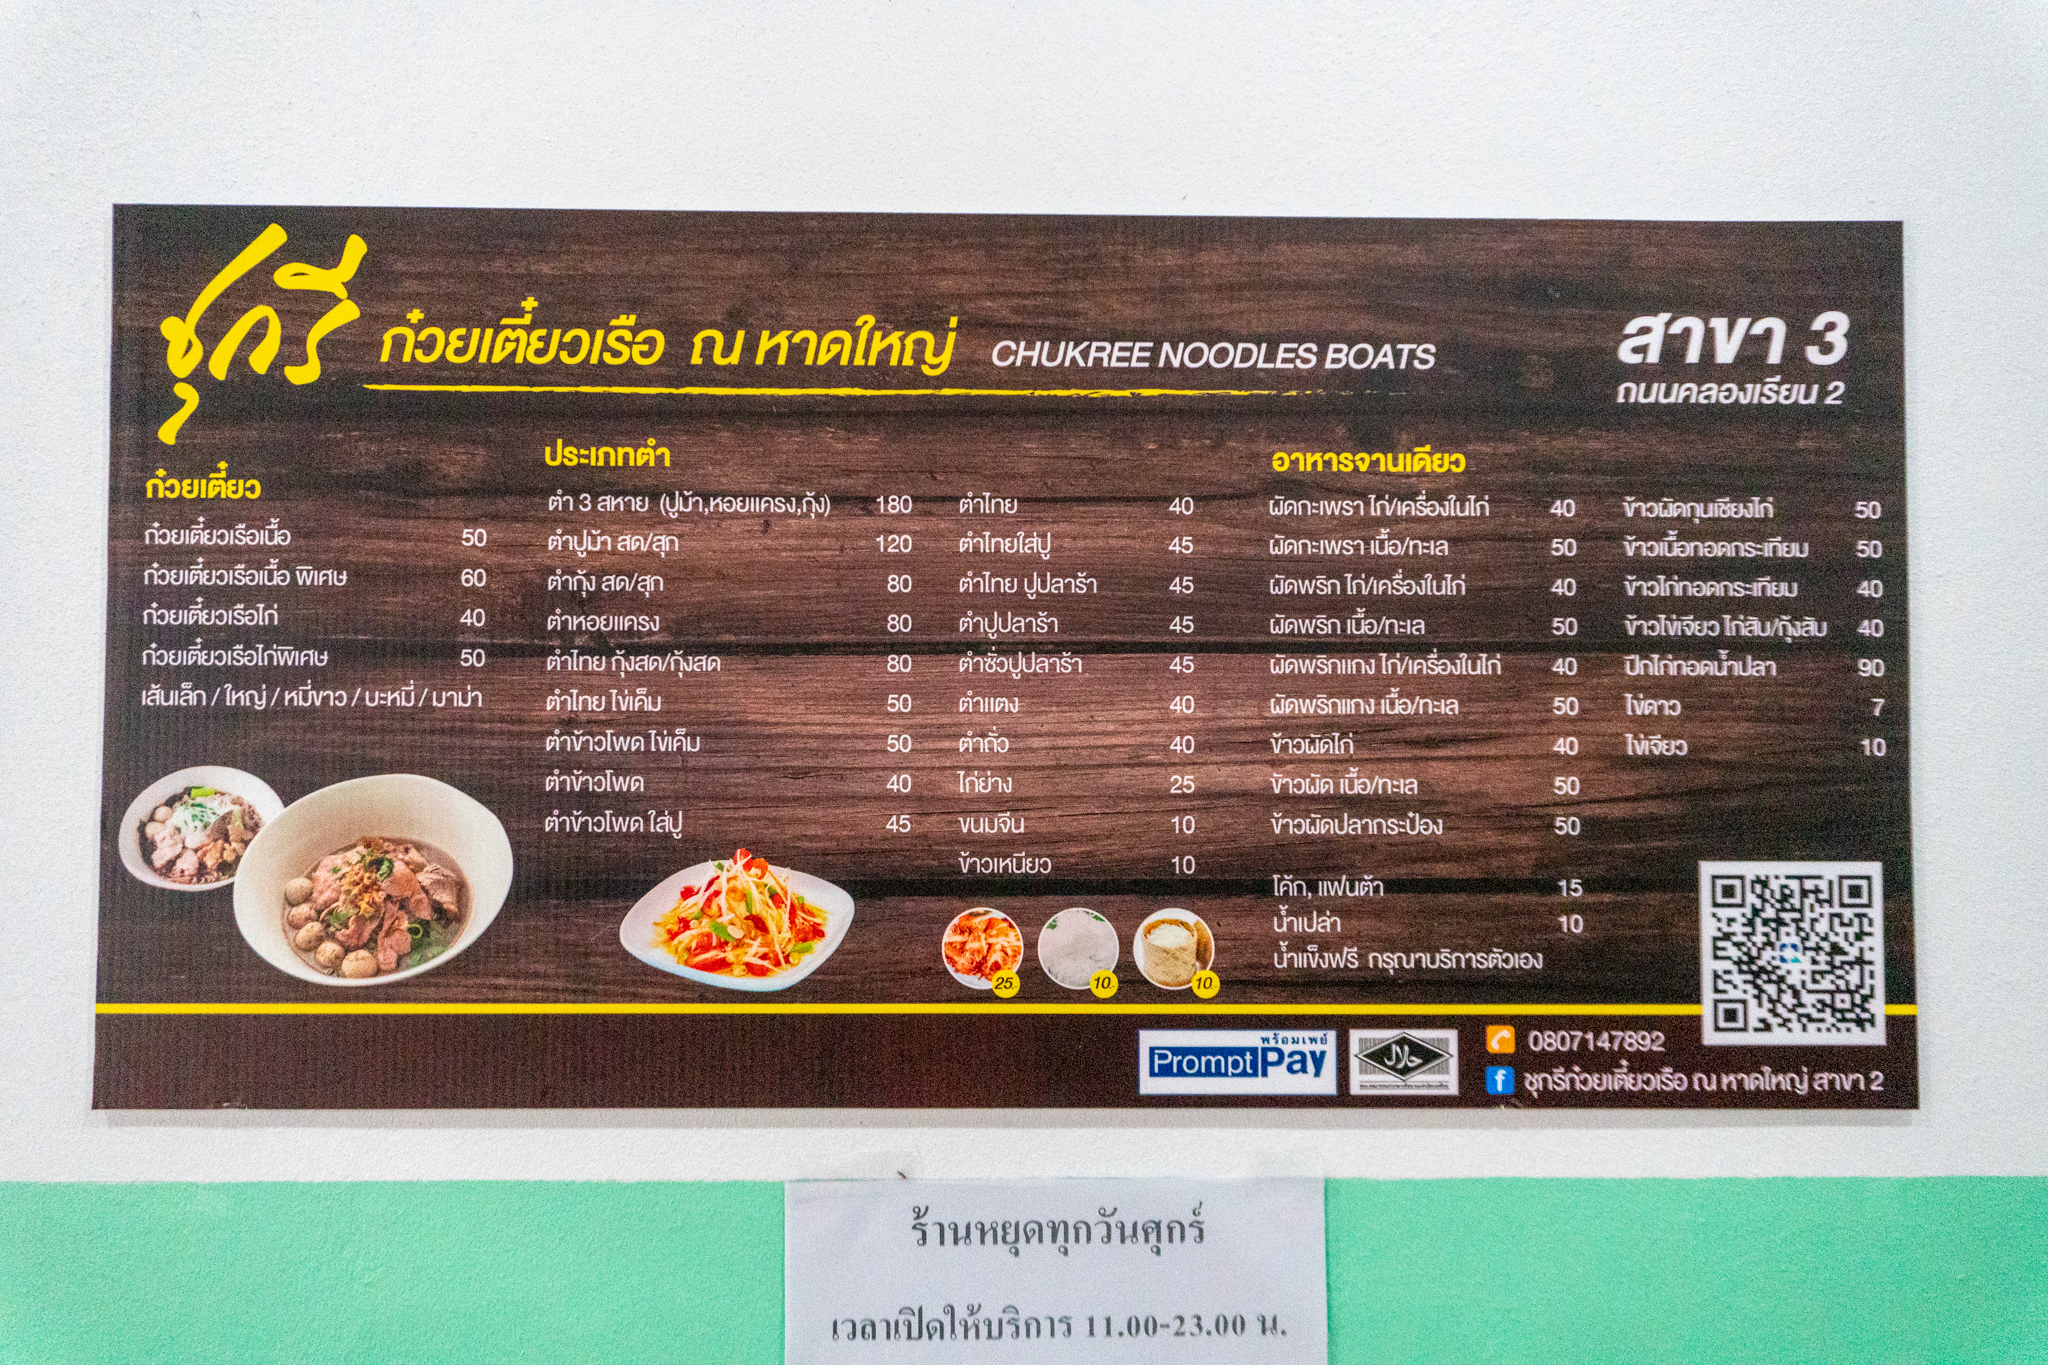 ชุกรี
ก๋วยเตี๋ยวเรือ ณ หาดใหญ่ CHUKREE NOODLES BOATS
สาขา 3
ถนนคลองเรียน 2
ก๋วยเตี๋ยว
ก๋วยเตี๋ยวเรือเนื้อ 50
ก๋วยเตี๋ยวเรือเนื้อ พิเศษ 60
ก๋วยเตี๋ยวเรือไก่ 40
ก๋วยเตี๋ยวเรือไก่พิเศษ 50
เส้นเล็ก / ใหญ่ / หมี่ขาว / บะหมี่ / มาม่า
ประเภทตำ
ตำ 3 สหาย (ปูม้า,หอยแครง,กุ้ง) 180
ตำปูม้า สด/สุก 120
ตำกุ้ง สด/สุก 80
ตำหอยแครง 80
ตำไทย กุ้งสด/กุ้งสด 80
ตำไทย ไข่เค็ม 50
ตำข้าวโพด ไข่เค็ม 50
ตำข้าวโพด 40
ตำข้าวโพด ใส่ปู 45
ตำไทย 40
ตำไทยใส่ปู 45
ตำไทย ปูปลาร้า 45
ตำปูปลาร้า 45
ตำซั่วปูปลาร้า 45
ตำแตง 40
ตำถั่ว 40
ไก่ย่าง 25
ขนมจีน 10
ข้าวเหนียว 10
25.- 10.- 10.-
อาหารจานเดียว
ผัดกะเพรา ไก่/เครื่องในไก่ 40
ผัดกะเพรา เนื้อ/ทะเล 50
ผัดพริก ไก่/เครื่องในไก่ 40
ผัดพริก เนื้อ/ทะเล 50
ผัดพริกแกง ไก่/เครื่องในไก่ 40
ผัดพริกแกง เนื้อ/ทะเล 50
ข้าวผัดไก่ 40
ข้าวผัด เนื้อ/ทะเล 50
ข้าวผัดปลากระป๋อง 50
โค้ก, แฟนต้า 15
น้ำเปล่า 10
น้ำแข็งฟรี กรุณาบริการตัวเอง
ข้าวผัดกุนเชียงไก่ 50
ข้าวเนื้อทอดกระเทียม 50
ข้าวไก่ทอดกระเทียม 40
ข้าวไข่เจียว ไก่สับ/กุ้งสับ 40
ปีกไก่ทอดน้ำปลา 90
ไข่ดาว 7
ไข่เจียว 10
พร้อมเพย์
PromptPay
حلال
0807147892
ชุกรีก๋วยเตี๋ยวเรือ ณ หาดใหญ่ สาขา 2
ร้านหยุดทุกวันศุกร์
เวลาเปิดให้บริการ 11.00-23.00 น.